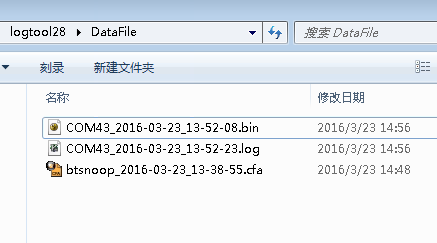 logtool28 ▸ DataFile
搜索 DataFile
刻录 新建文件夹
名称 修改日期
COM43_2016-03-23_13-52-08.bin 2016/3/23 14:56
COM43_2016-03-23_13-52-23.log 2016/3/23 14:56
btsnoop_2016-03-23_13-38-55.cfa 2016/3/23 14:48